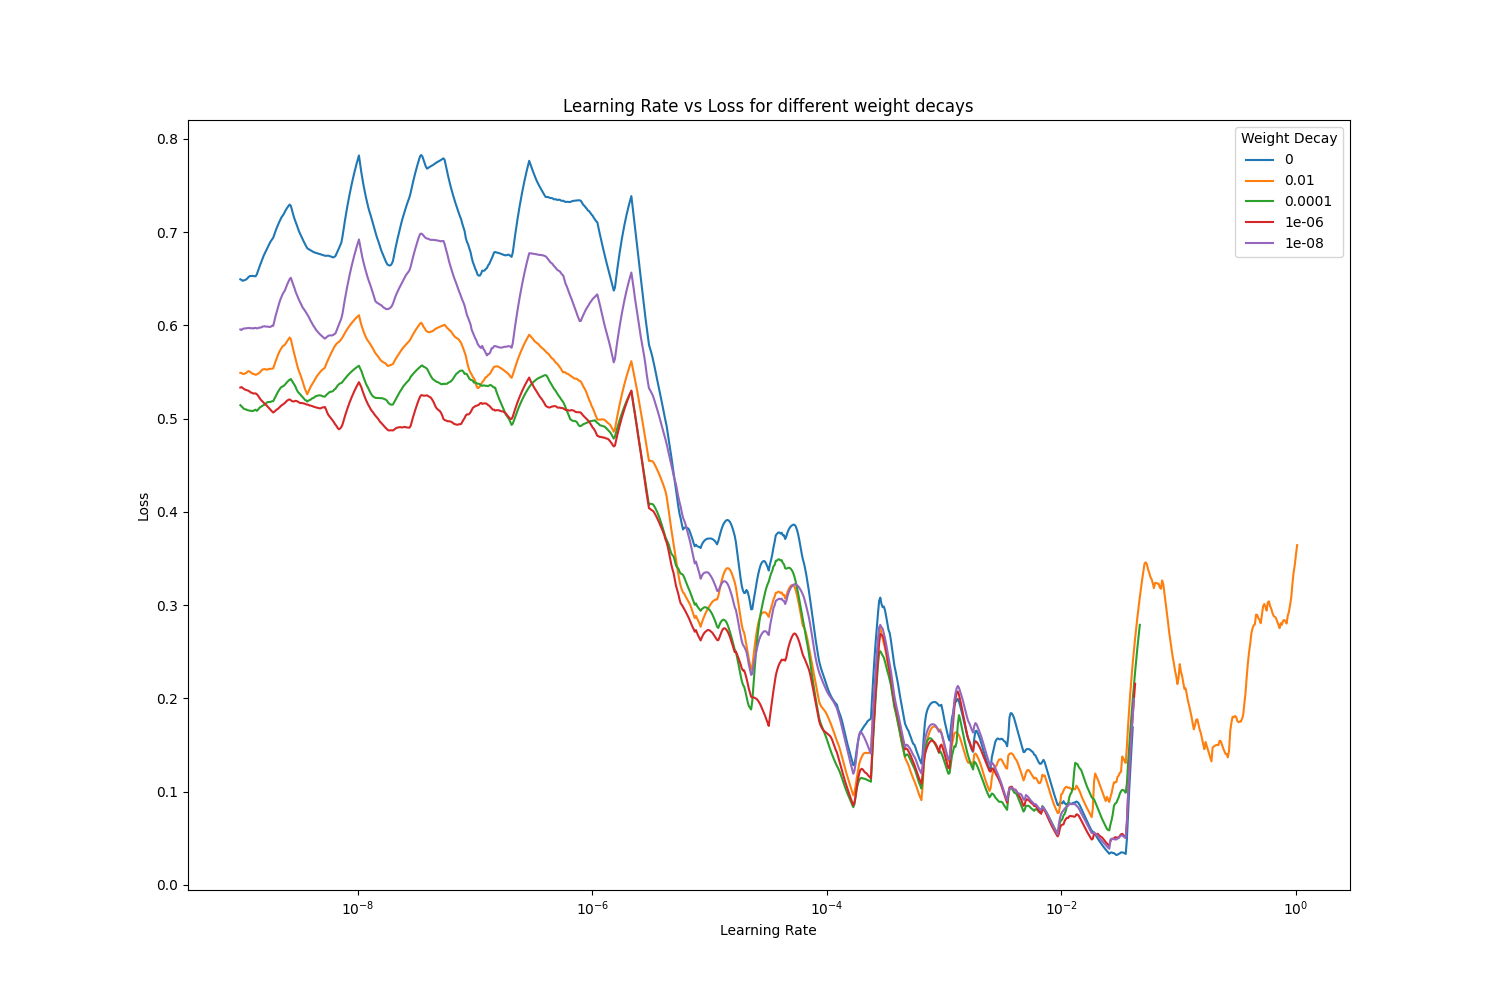 Learning Rate vs Loss for different weight decays
Weight Decay
0
0.01
0.0001
1e-06
1e-08
Loss
0.8
0.7
0.6
0.5
0.4
0.3
0.2
0.1
0.0
10⁻⁸ 10⁻⁶ 10⁻⁴ 10⁻² 10⁰
Learning Rate